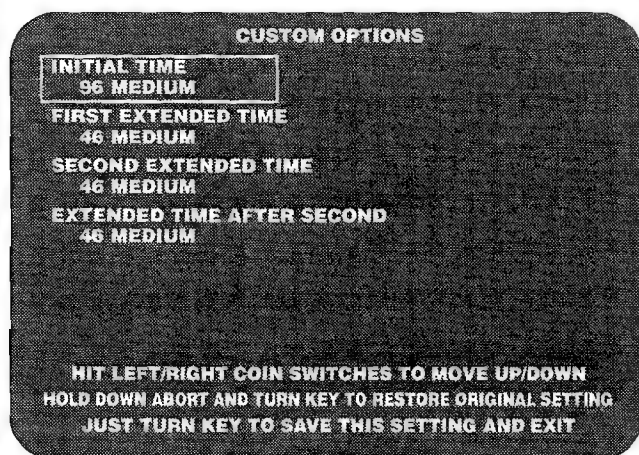 CUSTOM OPTIONS
INITIAL TIME
96 MEDIUM
FIRST EXTENDED TIME
46 MEDIUM
SECOND EXTENDED TIME
46 MEDIUM
EXTENDED TIME AFTER SECOND
46 MEDIUM
HIT LEFT/RIGHT COIN SWITCHES TO MOVE UP/DOWN
HOLD DOWN ABORT AND TURN KEY TO RESTORE ORIGINAL SETTING
JUST TURN KEY TO SAVE THIS SETTING AND EXIT